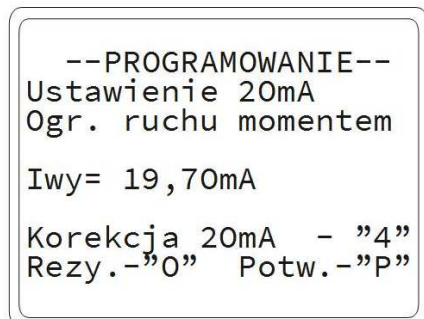 --PROGRAMOWANIE--
Ustawienie 20mA
Ogr. ruchu momentem
Iwy= 19,70mA
Korekcja 20mA - ”4”
Rezy.-”0” Potw.-”P”